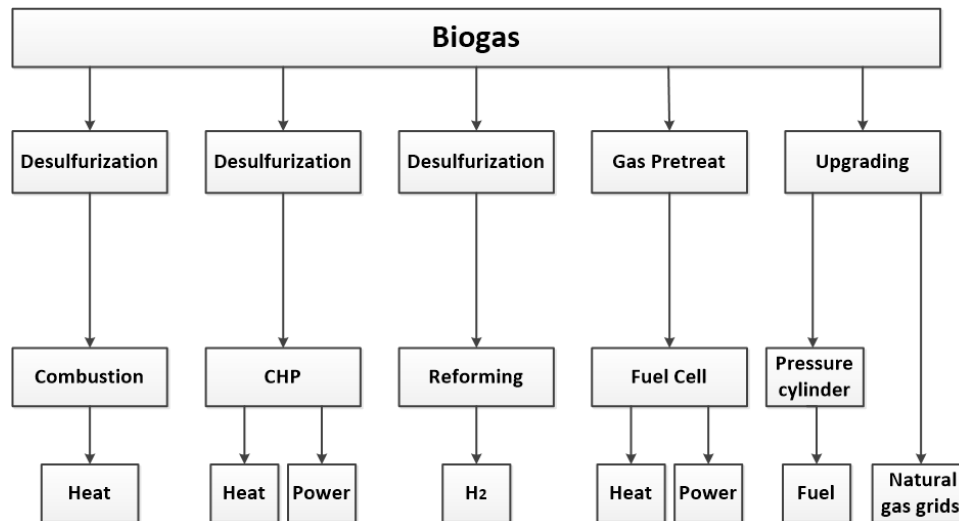 Biogas
Desulfurization
Desulfurization
Desulfurization
Gas Pretreat
Upgrading
Combustion
CHP
Reforming
Fuel Cell
Pressure
cylinder
Heat
Heat
Power
H2
Heat
Power
Fuel
Natural
gas grids